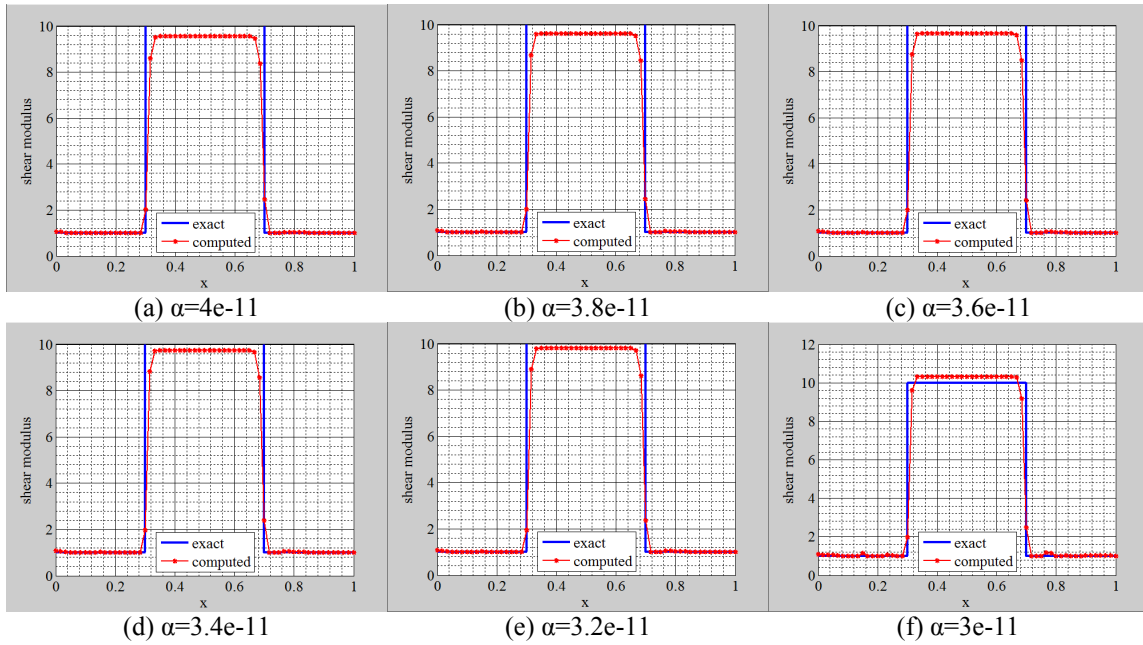 10
8
6
4
2
0
shear modulus
exact
computed
0 0.2 0.4 0.6 0.8 1
x
(a) α=4e-11
10
8
6
4
2
0
shear modulus
exact
computed
0 0.2 0.4 0.6 0.8 1
x
(b) α=3.8e-11
10
8
6
4
2
0
shear modulus
exact
computed
0 0.2 0.4 0.6 0.8 1
x
(c) α=3.6e-11
10
8
6
4
2
0
shear modulus
exact
computed
0 0.2 0.4 0.6 0.8 1
x
(d) α=3.4e-11
10
8
6
4
2
0
shear modulus
exact
computed
0 0.2 0.4 0.6 0.8 1
x
(e) α=3.2e-11
12
10
8
6
4
2
0
shear modulus
exact
computed
0 0.2 0.4 0.6 0.8 1
x
(f) α=3e-11